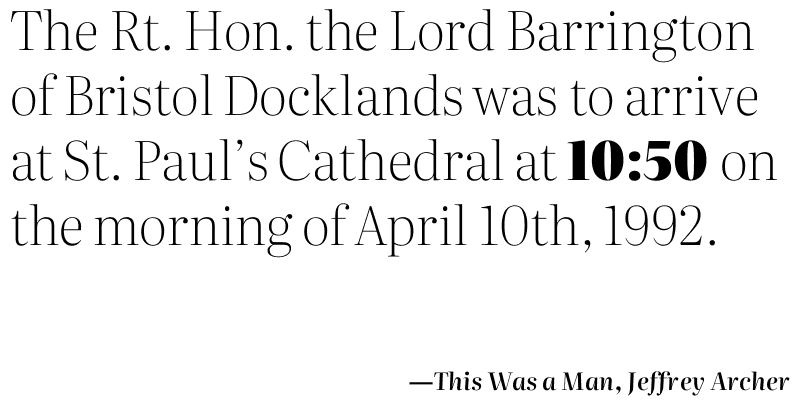 The Rt. Hon. the Lord Barrington
of Bristol Docklands was to arrive
at St. Paul’s Cathedral at 10:50 on
the morning of April 10th, 1992.
—This Was a Man, Jeffrey Archer